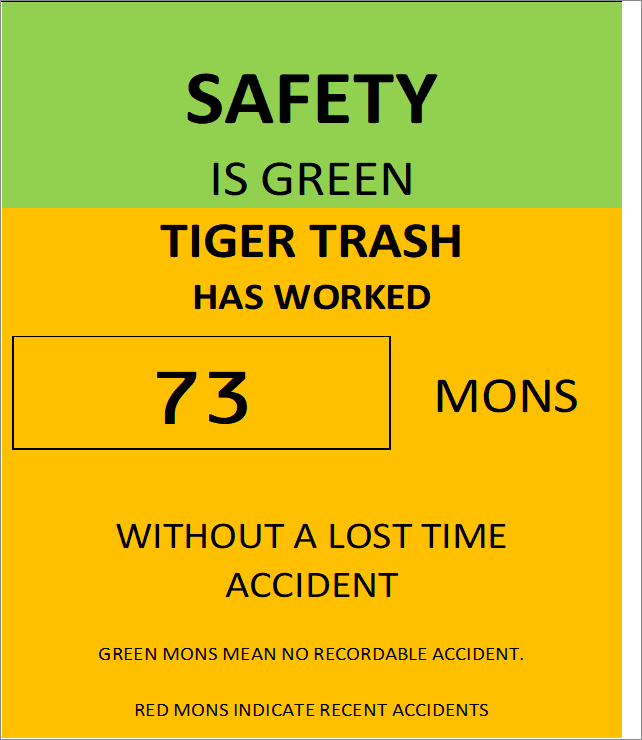 SAFETY
IS GREEN
TIGER TRASH
HAS WORKED
73 MONS
WITHOUT A LOST TIME
ACCIDENT
GREEN MONS MEAN NO RECORDABLE ACCIDENT.
RED MONS INDICATE RECENT ACCIDENTS